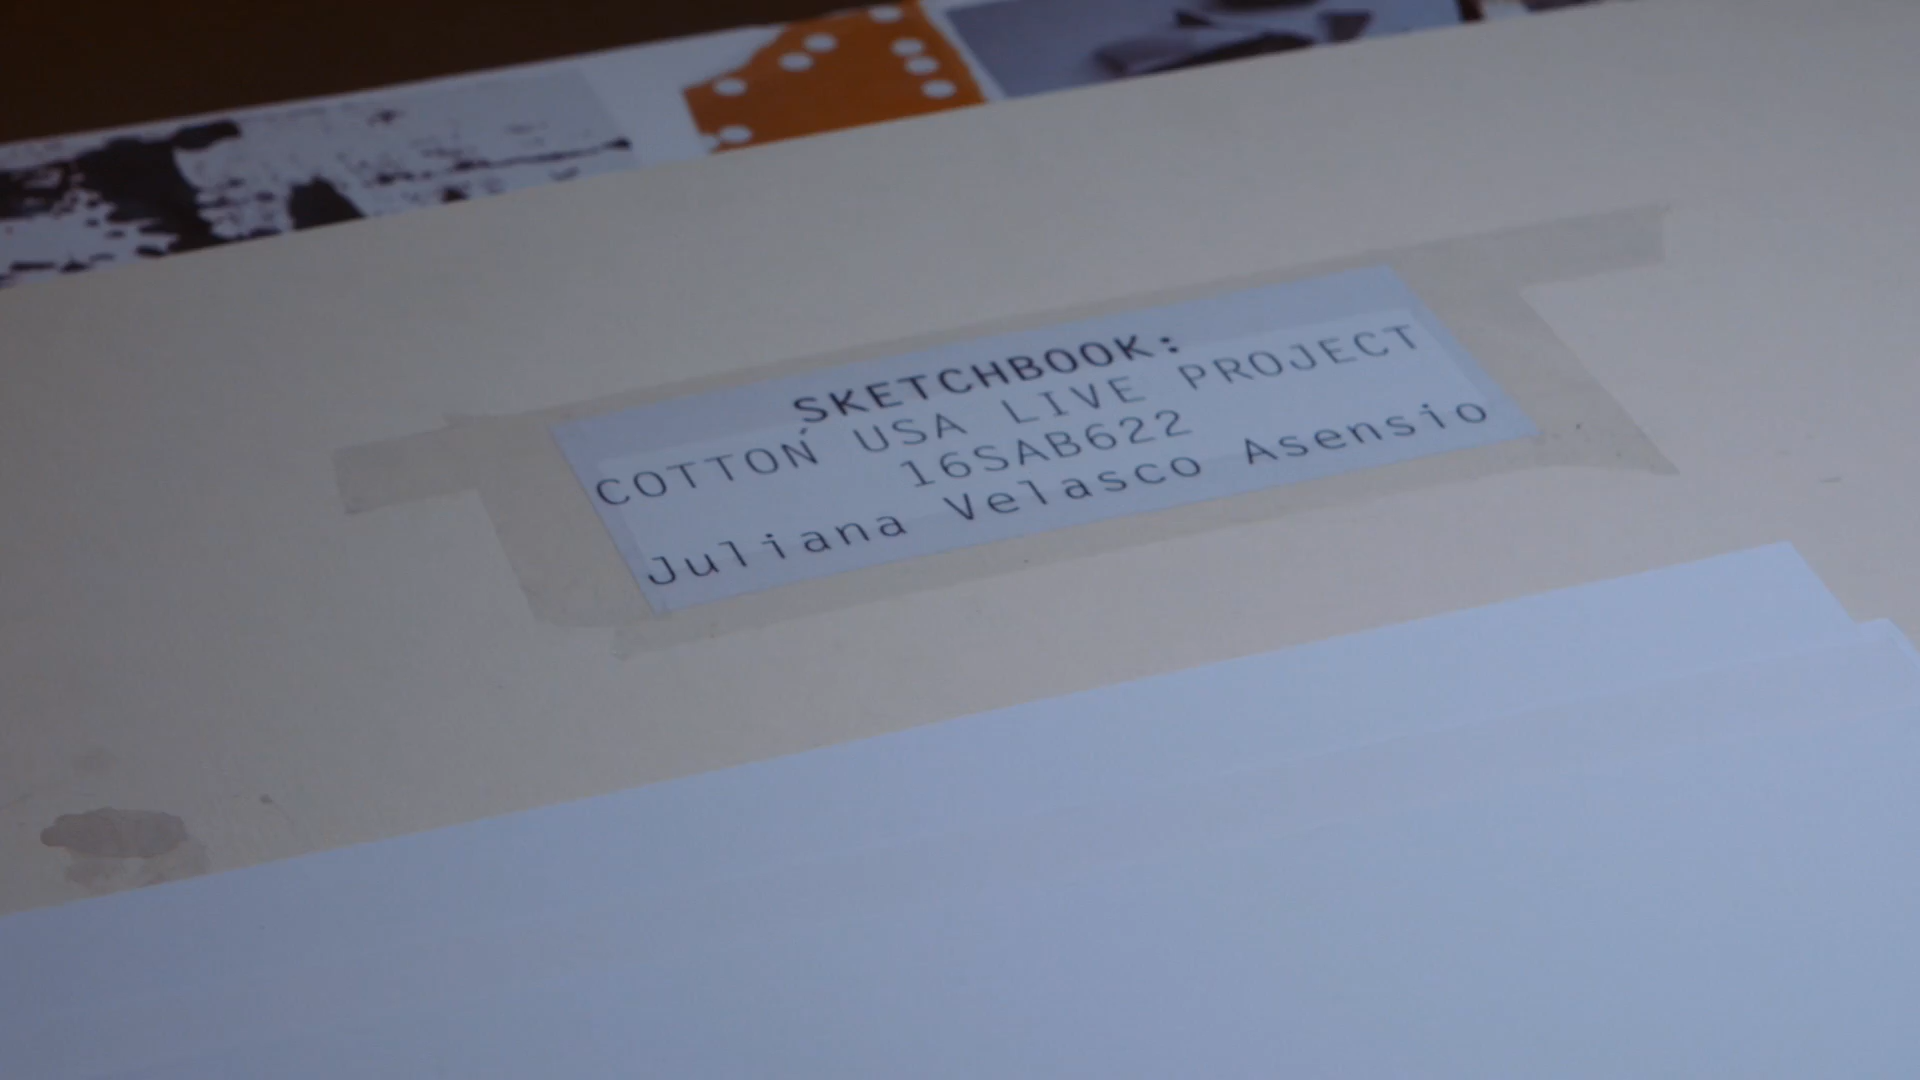 SKETCHBOOK:
COTTON USA LIVE PROJECT
16SAB622
Juliana Velasco Asensio